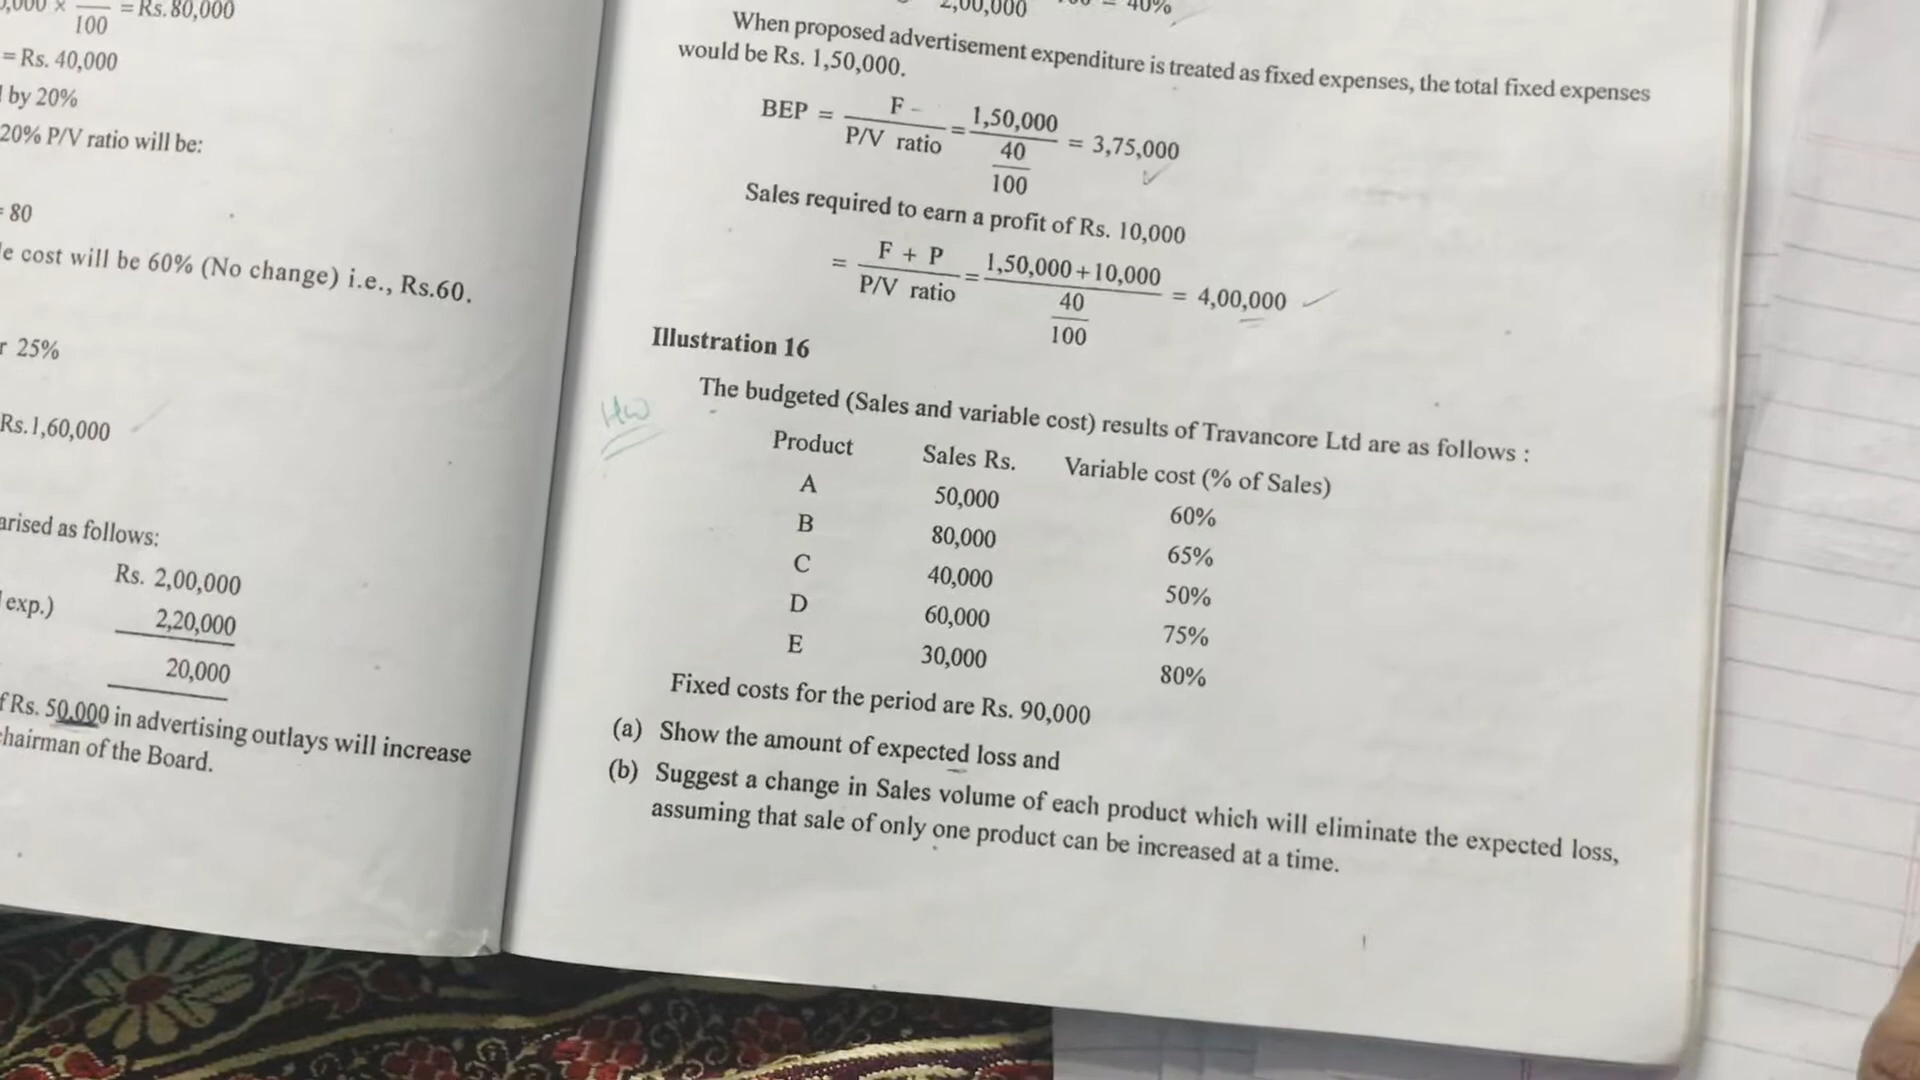 = Rs. 80,000
100
= Rs. 40,000
by 20%
20% P/V ratio will be:
= 80
cost will be 60% (No change) i.e., Rs.60.
25%
Rs.1,60,000
as follows:
Rs. 2,00,000
exp.) 2,20,000
20,000
Rs. 50,000 in advertising outlays will increase
of the Board.
2,00,000 = 40%
When proposed advertisement expenditure is treated as fixed expenses, the total fixed expenses
would be Rs. 1,50,000.
BEP = F / P/V ratio = 1,50,000 / 40/100 = 3,75,000
Sales required to earn a profit of Rs. 10,000
= F + P / P/V ratio = 1,50,000+10,000 / 40/100 = 4,00,000
Illustration 16
HW
The budgeted (Sales and variable cost) results of Travancore Ltd are as follows :
Product Sales Rs. Variable cost (% of Sales)
A 50,000 60%
B 80,000 65%
C 40,000 50%
D 60,000 75%
E 30,000 80%
Fixed costs for the period are Rs. 90,000
(a) Show the amount of expected loss and
(b) Suggest a change in Sales volume of each product which will eliminate the expected loss,
assuming that sale of only one product can be increased at a time.